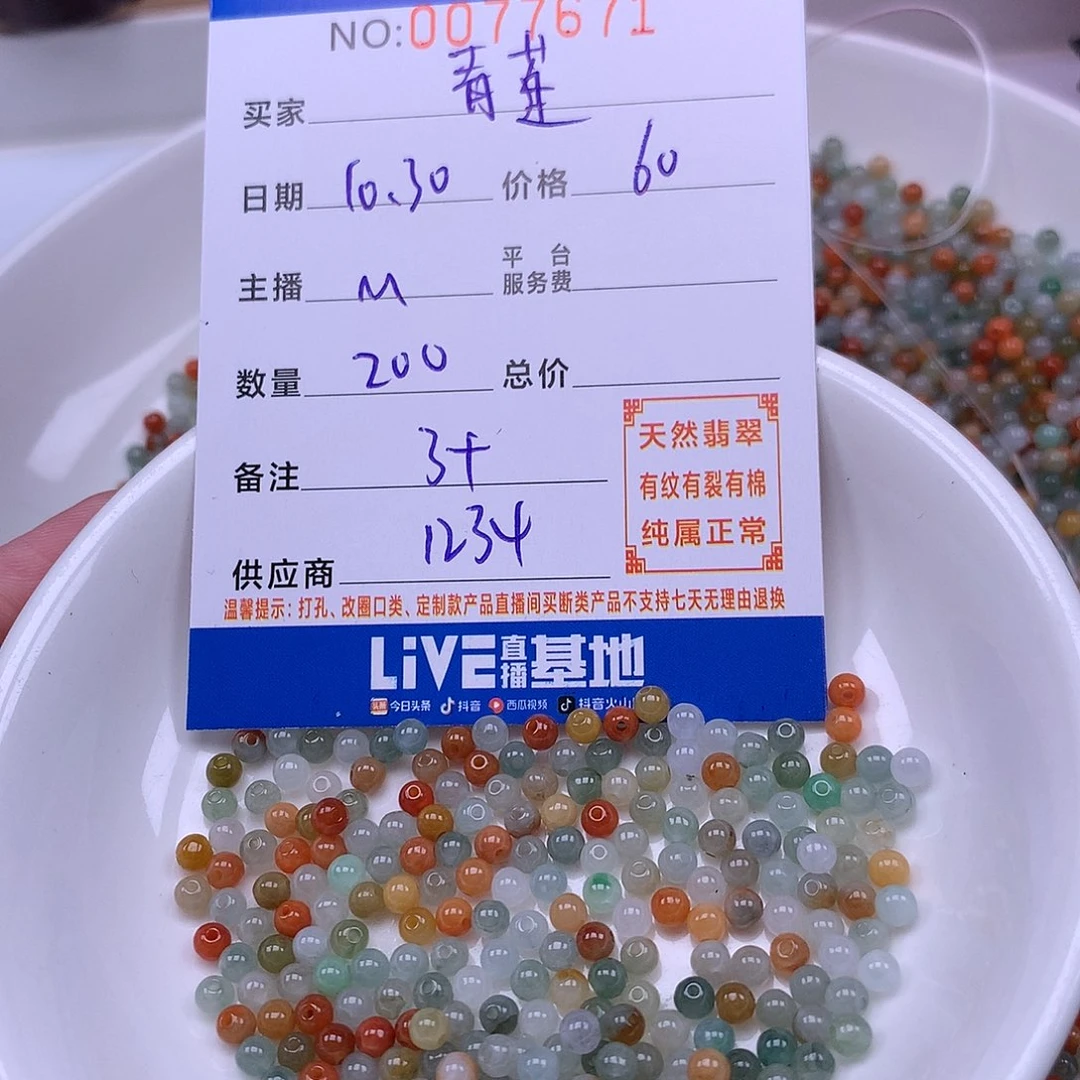 NO:0077671
买家 青莲
日期 10.30 价格 60
主播 M 平台服务费
数量 200 总价
备注 3+
供应商 1234
天然翡翠
有纹有裂有棉
纯属正常
温馨提示:打孔、改圈口类、定制款产品直播间买断类产品不支持七天无理由退换
LiVE直播基地
头条 今日头条 抖音 西瓜视频 抖音火山